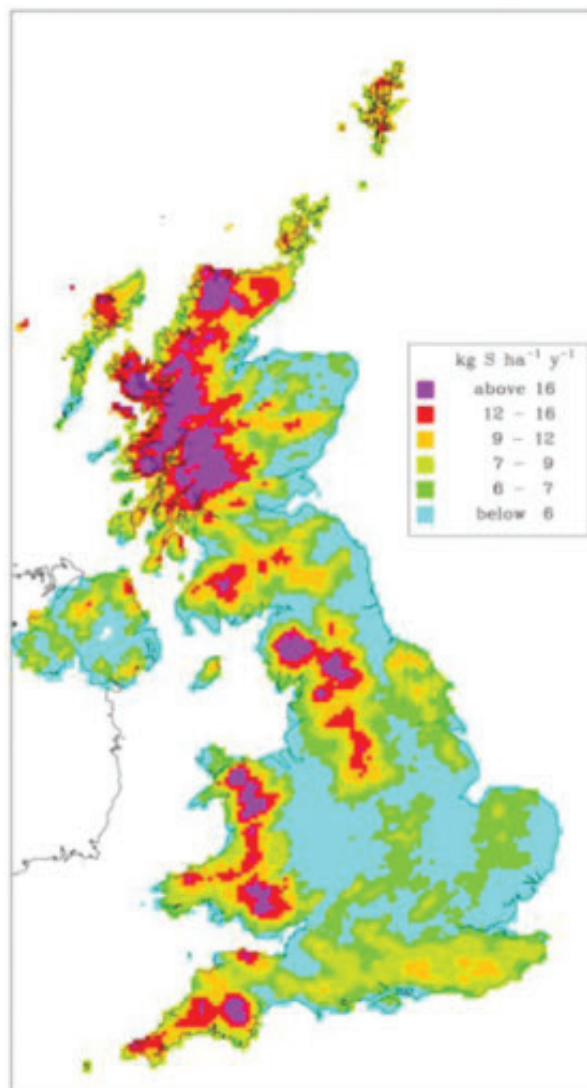 kg S ha⁻¹ y⁻¹
above 16
12 – 16
9 – 12
7 – 9
6 – 7
below 6